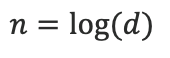 n = log(d)